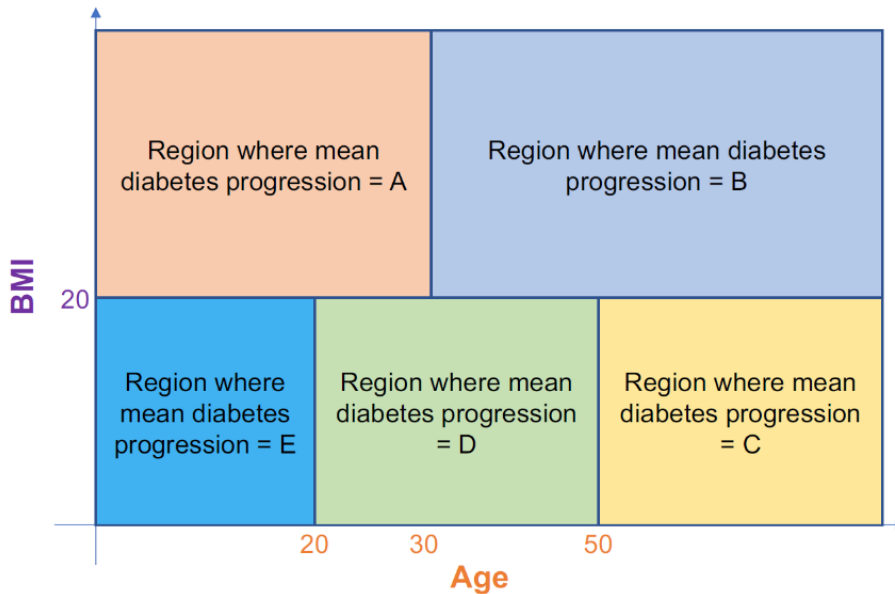 Region where mean
diabetes progression = A
Region where mean diabetes
progression = B
BMI
20
Region where
mean diabetes
progression = E
Region where mean
diabetes progression
= D
Region where mean
diabetes progression
= C
20
30
50
Age